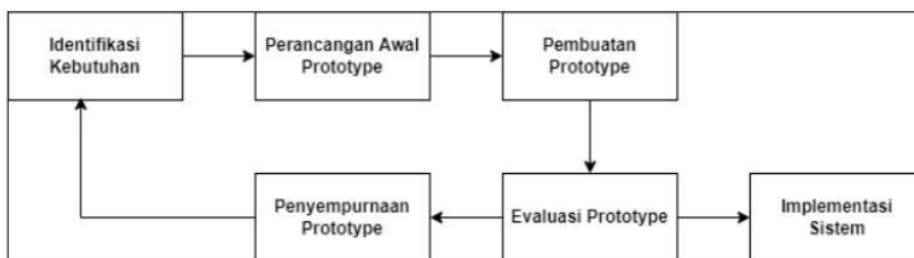 Identifikasi
Kebutuhan
Perancangan Awal
Prototype
Pembuatan
Prototype
Penyempurnaan
Prototype
Evaluasi Prototype
Implementasi
Sistem